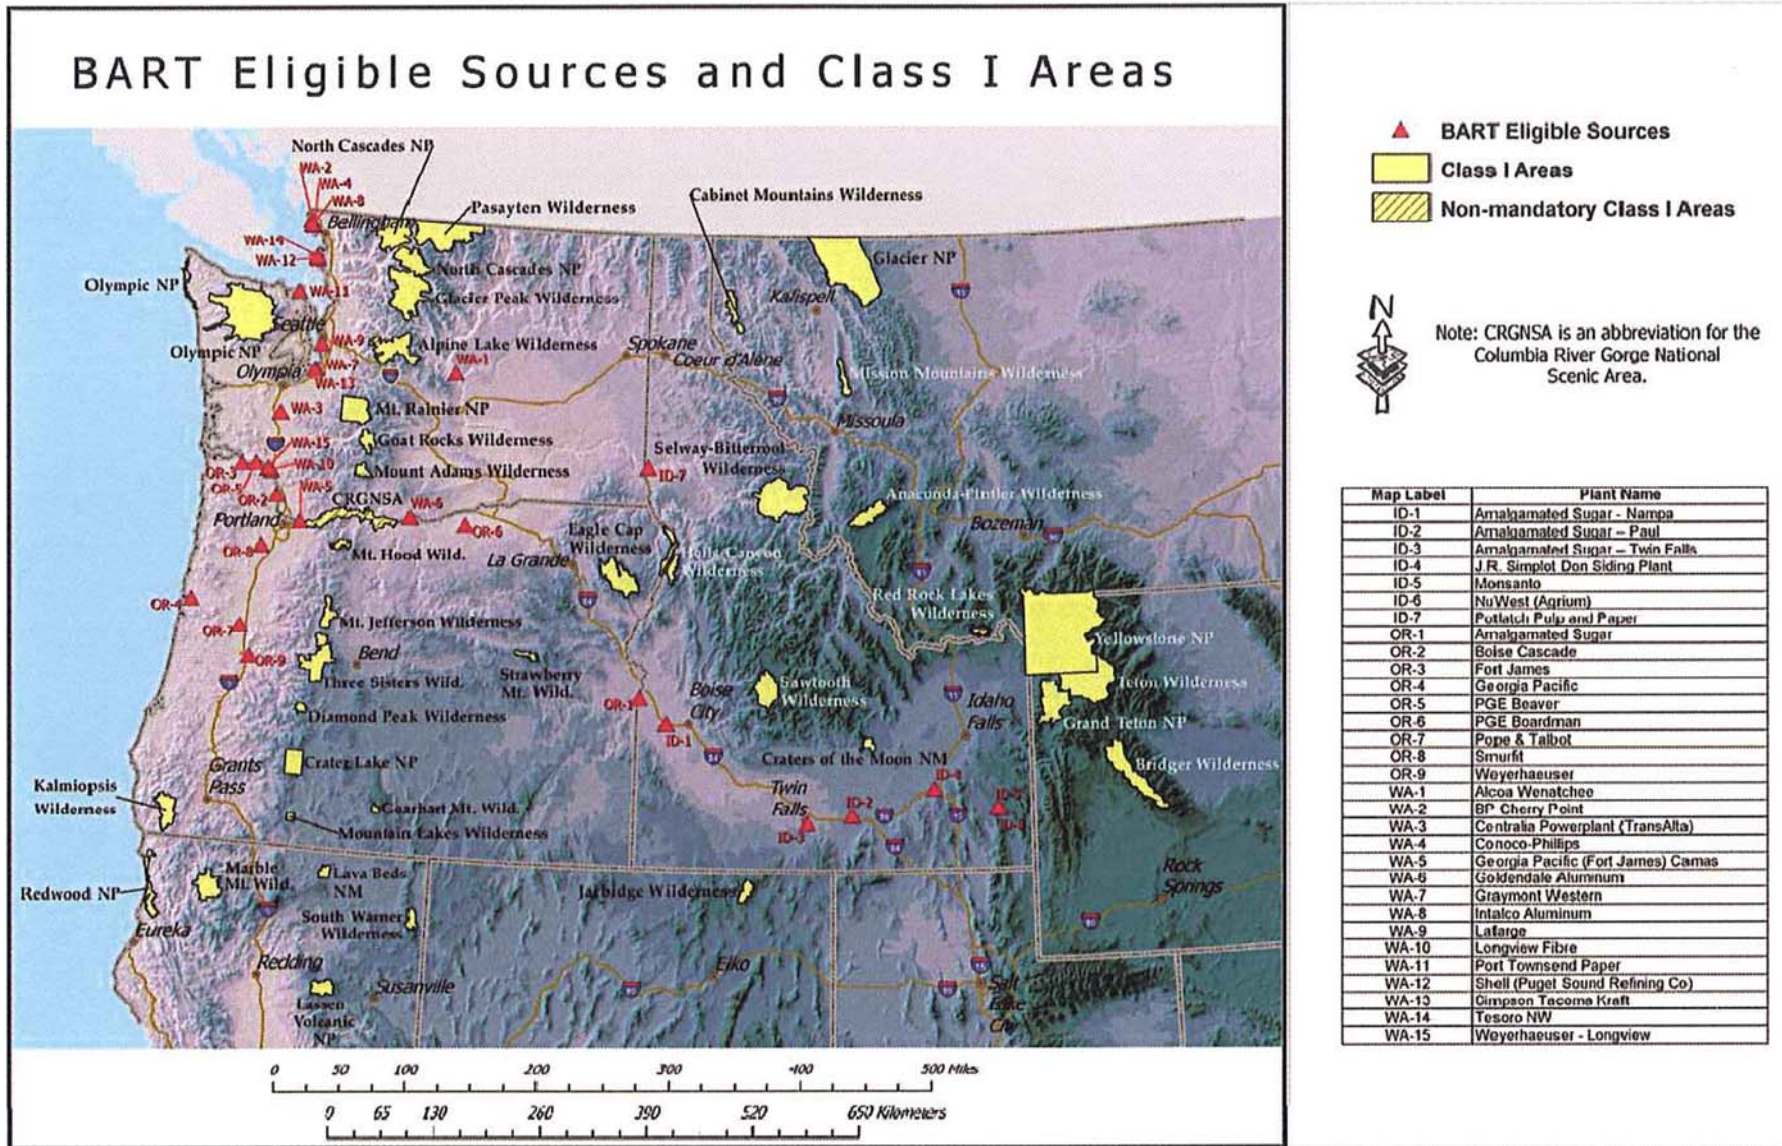 BART Eligible Sources and Class I Areas
BART Eligible Sources
Class I Areas
Non-mandatory Class I Areas
N
Note: CRGNSA is an abbreviation for the
Columbia River Gorge National
Scenic Area.
North Cascades NP
WA-2
WA-4
WA-8
Bellingham
Pasayten Wilderness
Cabinet Mountains Wilderness
WA-14
WA-12
Olympic NP
North Cascades NP
Glacier NP
WA-11
Glacier Peak Wilderness
Kalispell
Seattle
WA-9
Alpine Lake Wilderness
Spokane
Coeur d'Alene
Olympic NP
WA-7
WA-1
Olympia
WA-13
Mission Mountains Wilderness
WA-3
Mt. Rainier NP
Missoula
WA-15
Goat Rocks Wilderness
Selway-Bitterroot
Wilderness
OR-3
WA-10
Mount Adams Wilderness
ID-7
OR-5
OR-2
WA-5
CRGNSA
WA-6
Anaconda-Pintler Wilderness
Portland
OR-6
Bozeman
OR-8
Mt. Hood Wild.
La Grande
Eagle Cap
Wilderness
Hells Canyon
Wilderness
OR-4
Red Rock Lakes
Wilderness
OR-7
Mt. Jefferson Wilderness
Yellowstone NP
OR-9
Bend
Three Sisters Wild.
Strawberry
Mt. Wild.
Boise
City
Sawtooth
Wilderness
Teton Wilderness
OR-1
Idaho
Falls
Diamond Peak Wilderness
ID-1
Grand Teton NP
Craters of the Moon NM
Crater Lake NP
Grants
Pass
Bridger Wilderness
Kalmiopsis
Wilderness
Twin
Falls
ID-2
ID-3
Gearhart Mt. Wild.
Mountain Lakes Wilderness
Marble
Mt. Wild.
Lava Beds
NM
Redwood NP
Jarbidge Wilderness
Rock
Springs
South Warner
Wilderness
Eureka
Redding
Elko
Salt
Lake
City
Susanville
Lassen
Volcanic
NP
0 50 100 200 300 400 500 Miles
0 65 130 260 390 520 650 Kilometers
Map Label Plant Name
ID-1 Amalgamated Sugar - Nampa
ID-2 Amalgamated Sugar – Paul
ID-3 Amalgamated Sugar – Twin Falls
ID-4 J.R. Simplot Don Siding Plant
ID-5 Monsanto
ID-6 NuWest (Agrium)
ID-7 Potlatch Pulp and Paper
OR-1 Amalgamated Sugar
OR-2 Boise Cascade
OR-3 Fort James
OR-4 Georgia Pacific
OR-5 PGE Beaver
OR-6 PGE Boardman
OR-7 Pope & Talbot
OR-8 Smurfit
OR-9 Weyerhaeuser
WA-1 Alcoa Wenatchee
WA-2 BP Cherry Point
WA-3 Centralia Powerplant (TransAlta)
WA-4 Conoco-Phillips
WA-5 Georgia Pacific (Fort James) Camas
WA-6 Goldendale Aluminum
WA-7 Graymont Western
WA-8 Intalco Aluminum
WA-9 Lafarge
WA-10 Longview Fibre
WA-11 Port Townsend Paper
WA-12 Shell (Puget Sound Refining Co)
WA-13 Simpson Tacoma Kraft
WA-14 Tesoro NW
WA-15 Weyerhaeuser - Longview